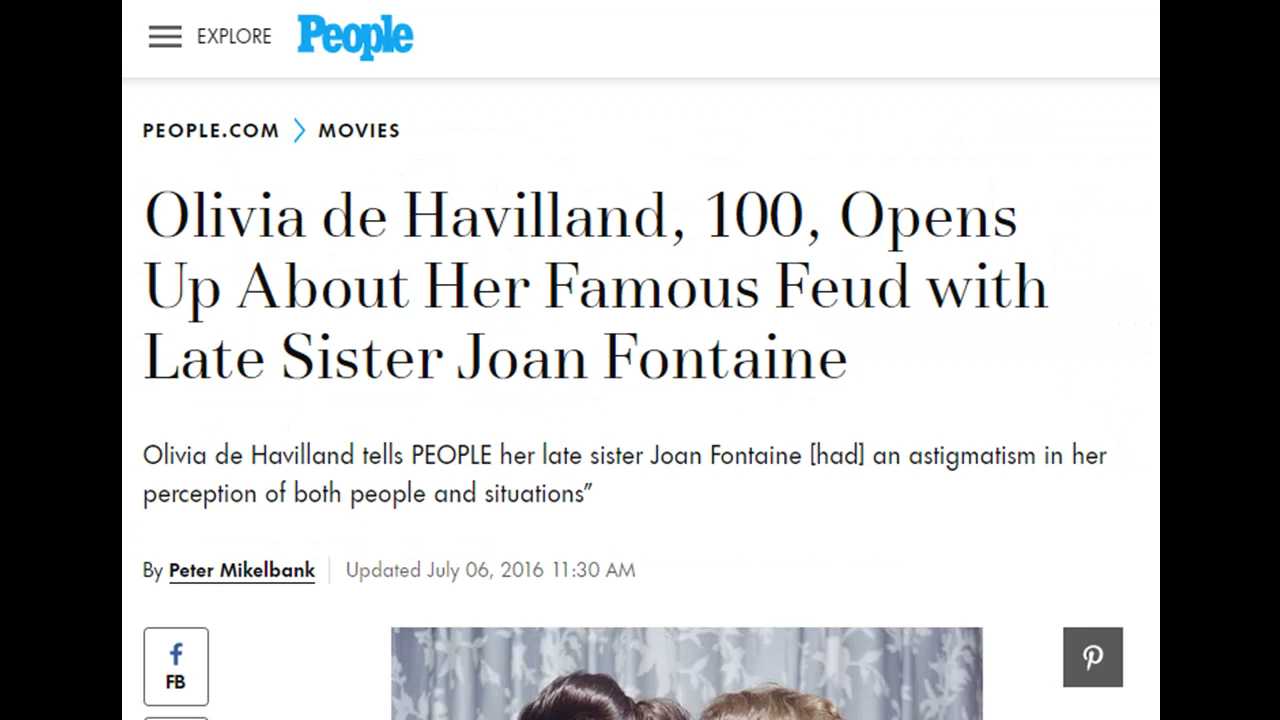 EXPLORE People
PEOPLE.COM > MOVIES
Olivia de Havilland, 100, Opens
Up About Her Famous Feud with
Late Sister Joan Fontaine
Olivia de Havilland tells PEOPLE her late sister Joan Fontaine [had] an astigmatism in her
perception of both people and situations”
By Peter Mikelbank Updated July 06, 2016 11:30 AM
f
FB